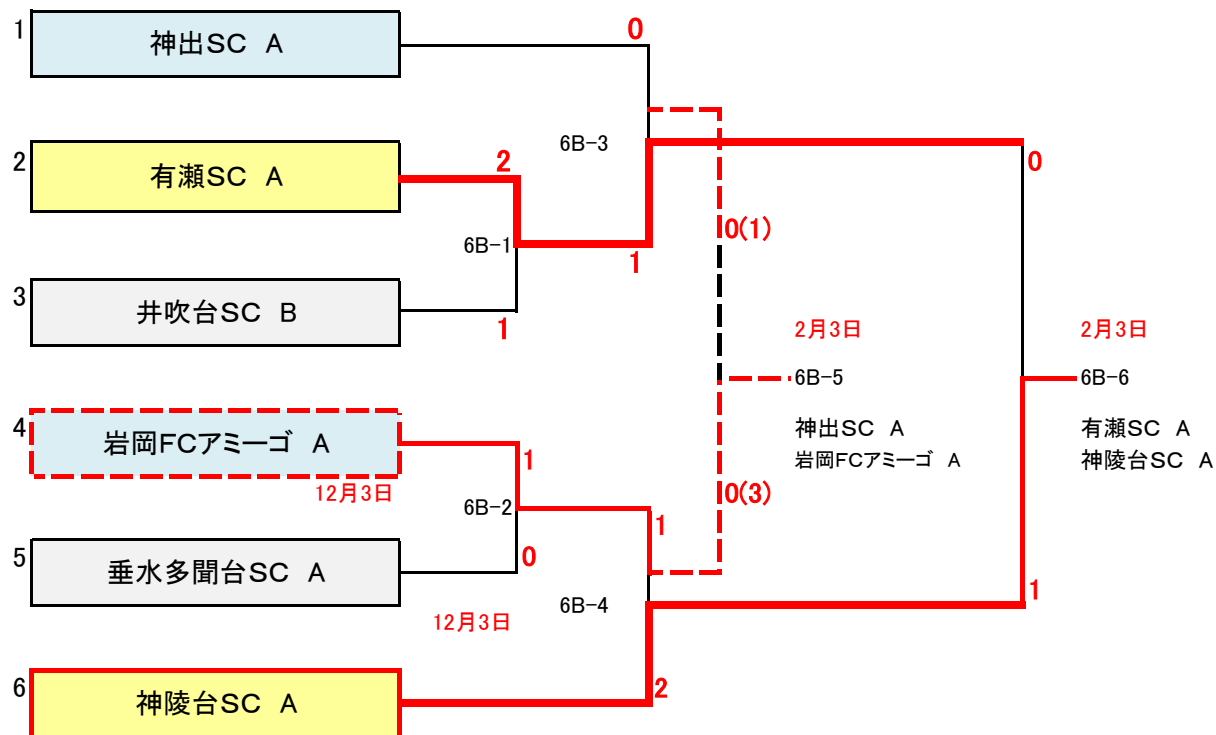 1
神出SC A
0
2
有瀬SC A
2
6B-3
0
0(1)
6B-1
1
3
井吹台SC B
1
2月3日
2月3日
6B-5
6B-6
4
岩岡FCアミーゴ A
1
神出SC A
有瀬SC A
岩岡FCアミーゴ A
神陵台SC A
12月3日
0(3)
6B-2
1
5
垂水多聞台SC A
0
6B-4
1
12月3日
6
神陵台SC A
2